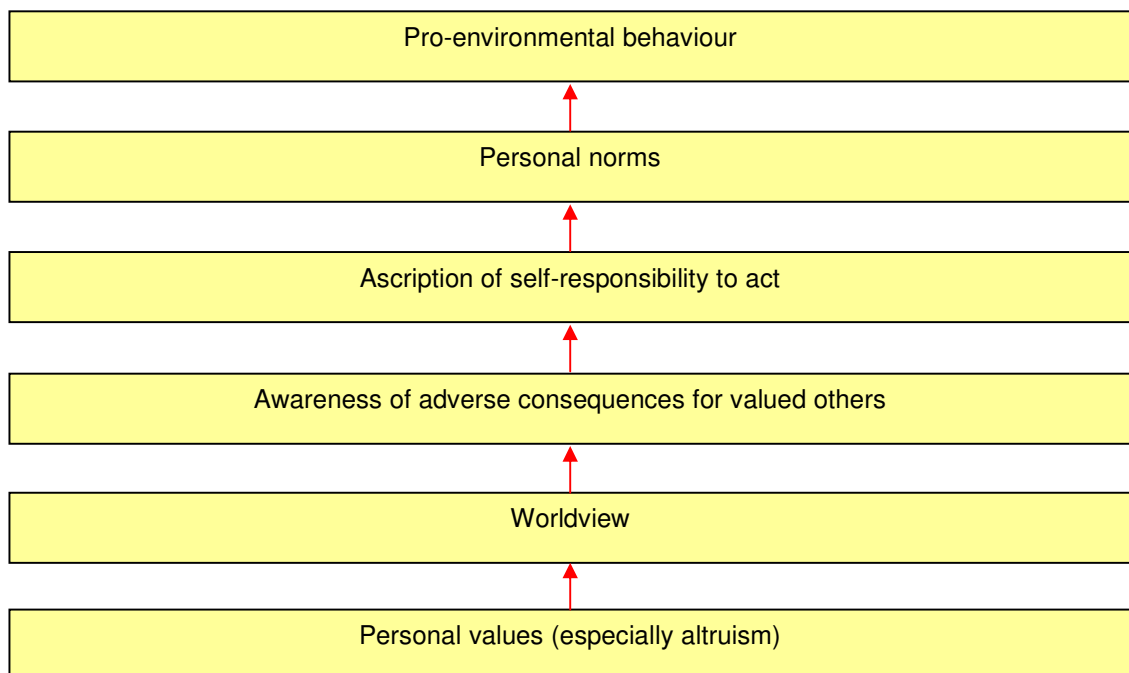 Pro-environmental behaviour
Personal norms
Ascription of self-responsibility to act
Awareness of adverse consequences for valued others
Worldview
Personal values (especially altruism)